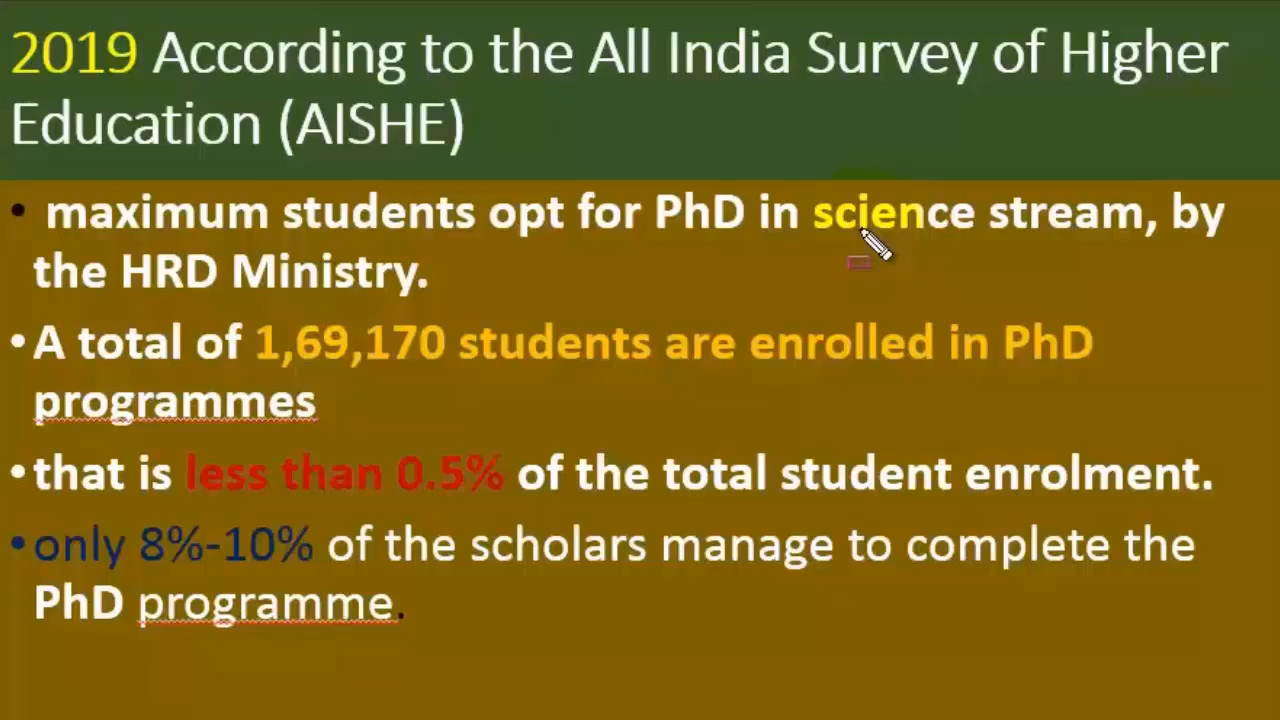 2019 According to the All India Survey of Higher
Education (AISHE)
• maximum students opt for PhD in science stream, by
the HRD Ministry.
• A total of 1,69,170 students are enrolled in PhD
programmes
• that is less than 0.5% of the total student enrolment.
• only 8%-10% of the scholars manage to complete the
PhD programme.